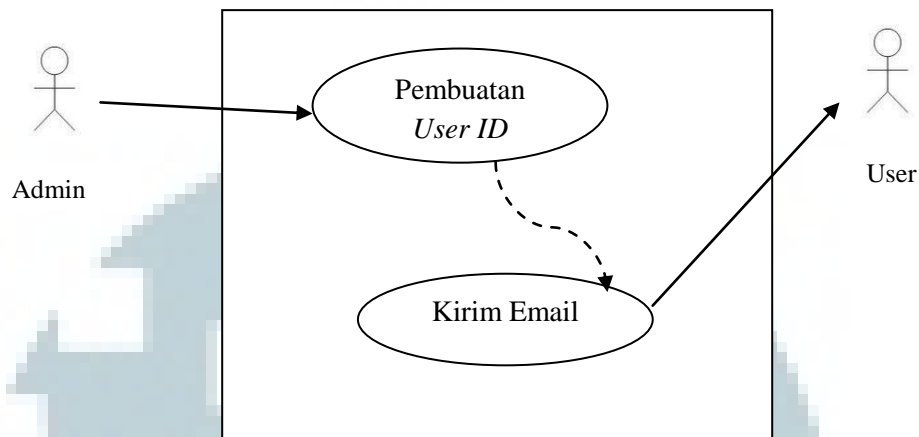 Pembuatan
User ID
Admin
User
Kirim Email